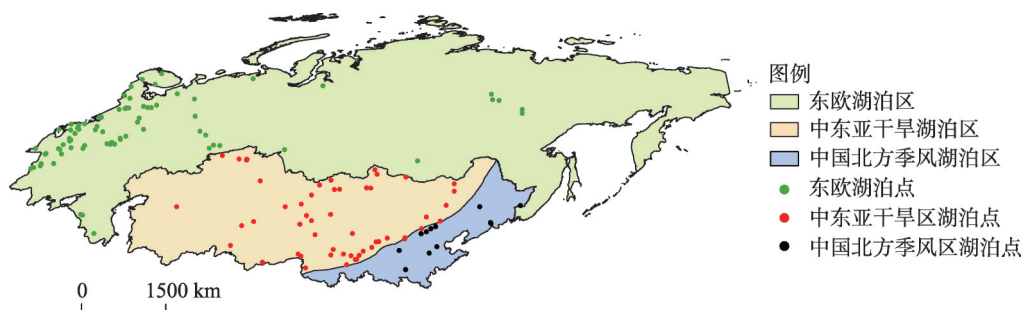 图例
东欧湖泊区
中东亚干旱湖泊区
中国北方季风湖泊区
东欧湖泊点
中东亚干旱区湖泊点
中国北方季风区湖泊点
0 1500 km